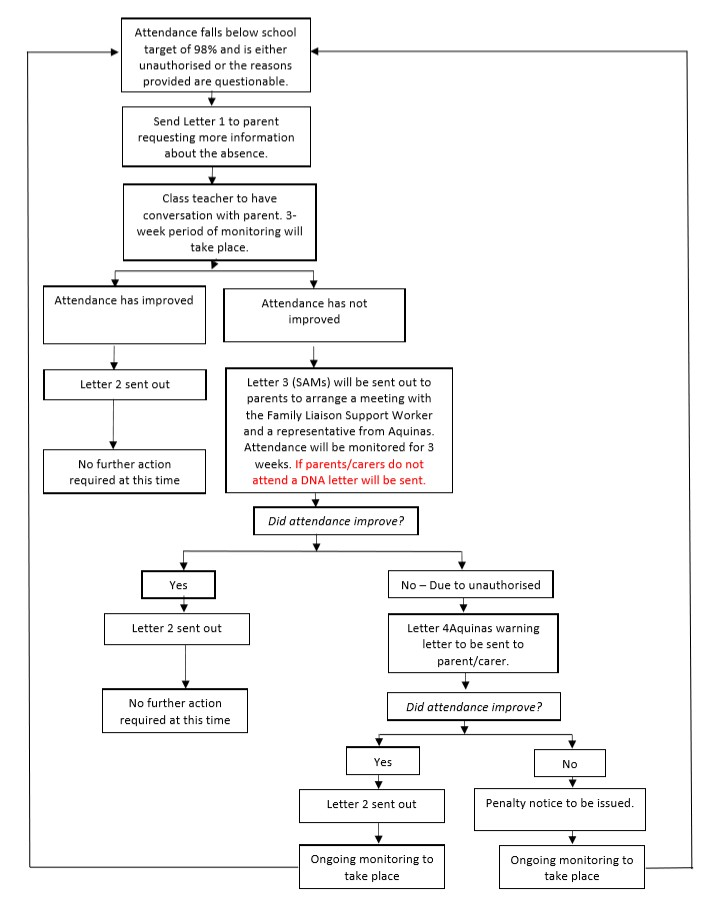 Attendance falls below school
target of 98% and is either
unauthorised or the reasons
provided are questionable.
Send Letter 1 to parent
requesting more information
about the absence.
Class teacher to have
conversation with parent. 3-
week period of monitoring will
take place.
Attendance has improved
Attendance has not
improved
Letter 2 sent out
Letter 3 (SAMs) will be sent out to
parents to arrange a meeting with
the Family Liaison Support Worker
and a representative from Aquinas.
Attendance will be monitored for 3
weeks. If parents/carers do not
attend a DNA letter will be sent.
No further action
required at this time
Did attendance improve?
Yes
No – Due to unauthorised
Letter 2 sent out
Letter 4Aquinas warning
letter to be sent to
parent/carer.
No further action
required at this time
Did attendance improve?
Yes
No
Letter 2 sent out
Penalty notice to be issued.
Ongoing monitoring to
take place
Ongoing monitoring to
take place